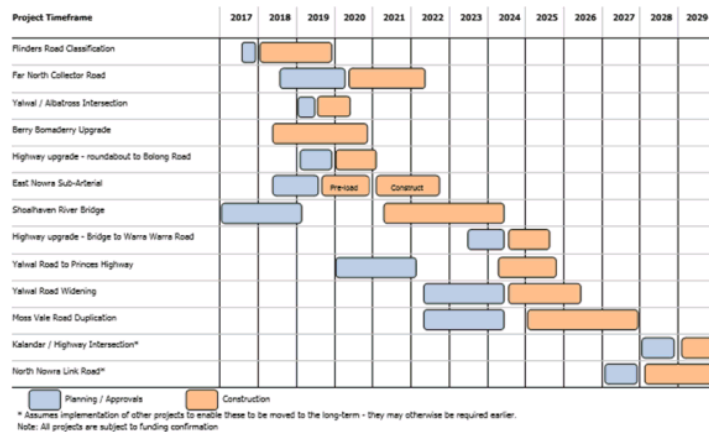 Project Timeframe 2017 2018 2019 2020 2021 2022 2023 2024 2025 2026 2027 2028 2029
Flinders Road Classification
Far North Collector Road
Yalwal / Albatross Intersection
Berry Bomaderry Upgrade
Highway upgrade - roundabout to Bolong Road
East Nowra Sub-Arterial Pre-load Construct
Shoalhaven River Bridge
Highway upgrade - Bridge to Warra Warra Road
Yalwal Road to Princes Highway
Yalwal Road Widening
Moss Vale Road Duplication
Kalandar / Highway Intersection*
North Nowra Link Road*
Planning / Approvals Construction
* Assumes implementation of other projects to enable these to be moved to the long-term - they may otherwise be required earlier.
Note: All projects are subject to funding confirmation